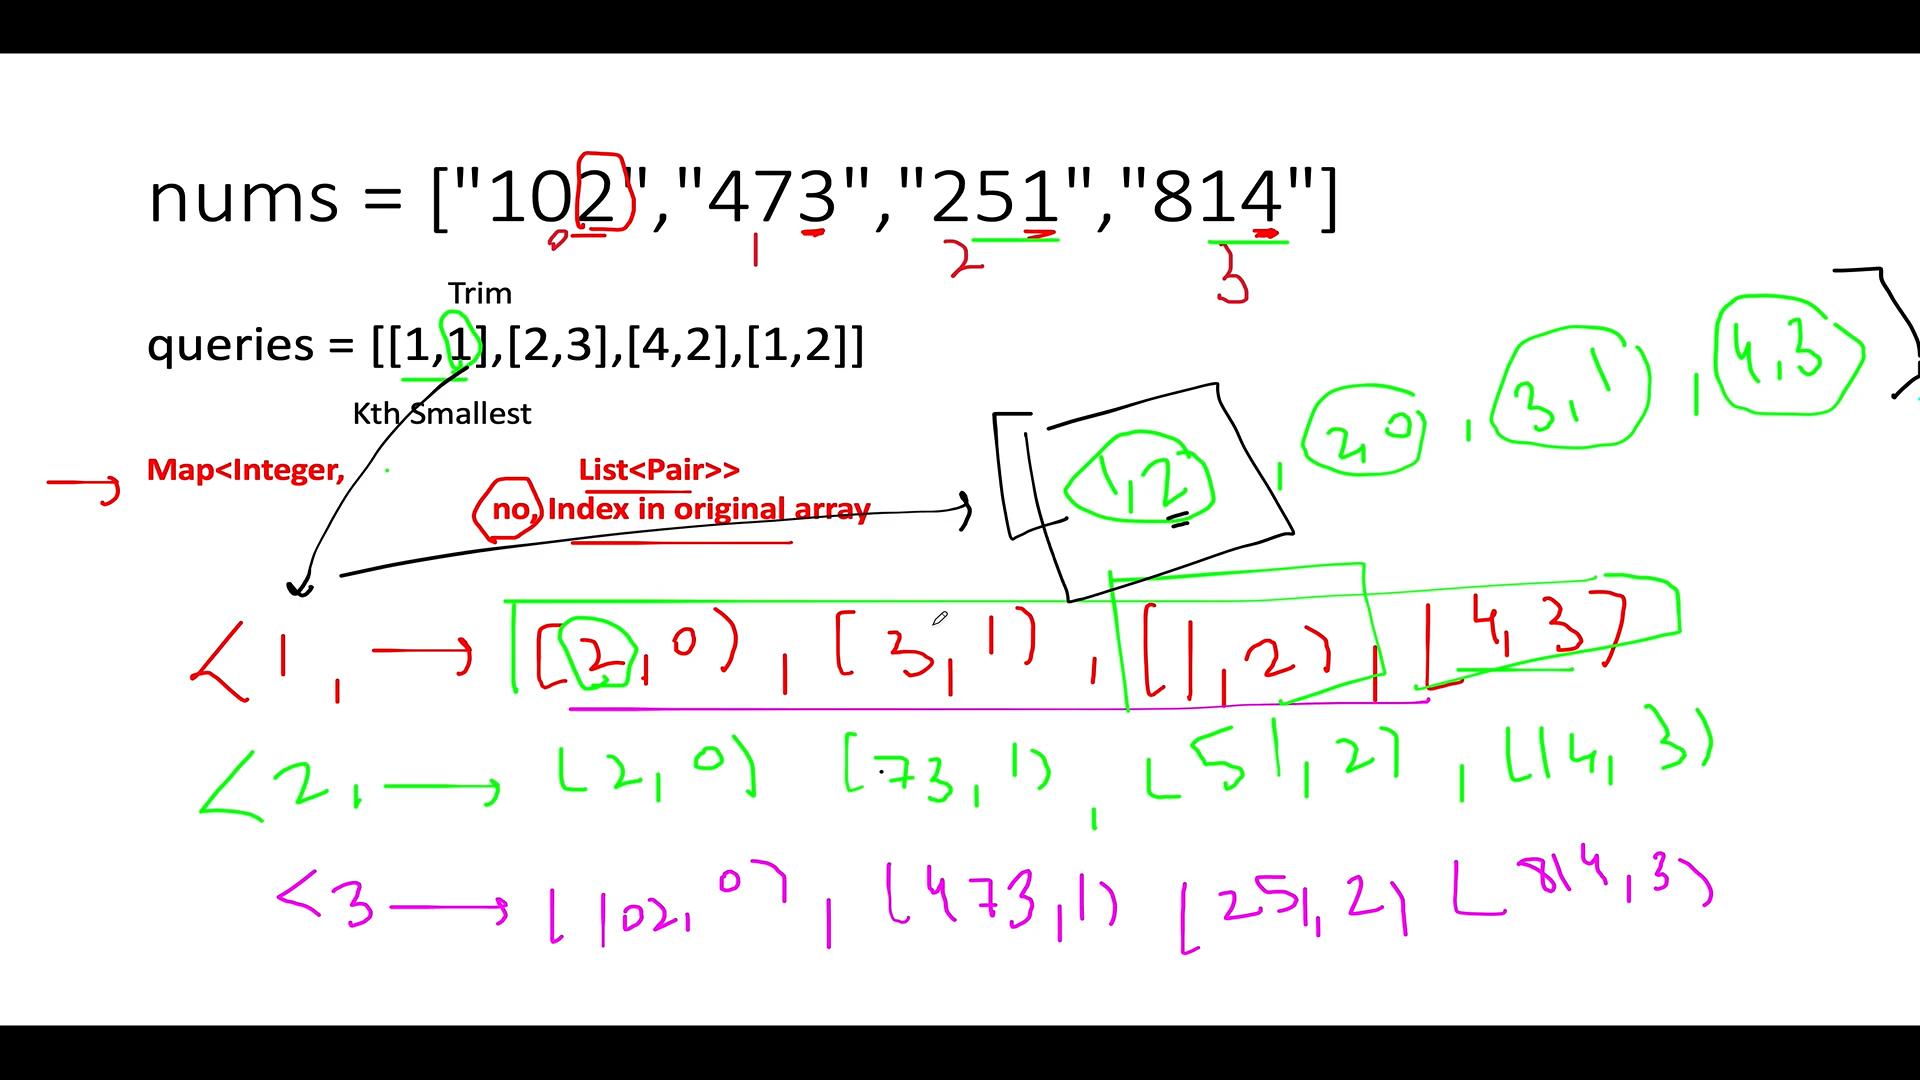 nums = ["102","473","251","814"]
0 1 2 3
Trim
queries = [[1,1],[2,3],[4,2],[1,2]]
Kth Smallest
Map<Integer, List<Pair>>
no, Index in original array
[1,2 , 2,0 , 3,1 , 4,3]
<1, → [2,0) , [3,1) , [1,2) , [4,3)
<2, → [2,0) [73,1) , [51,2) , [14,3)
<3 → [102,0) , [473,1) [251,2) [814,3)